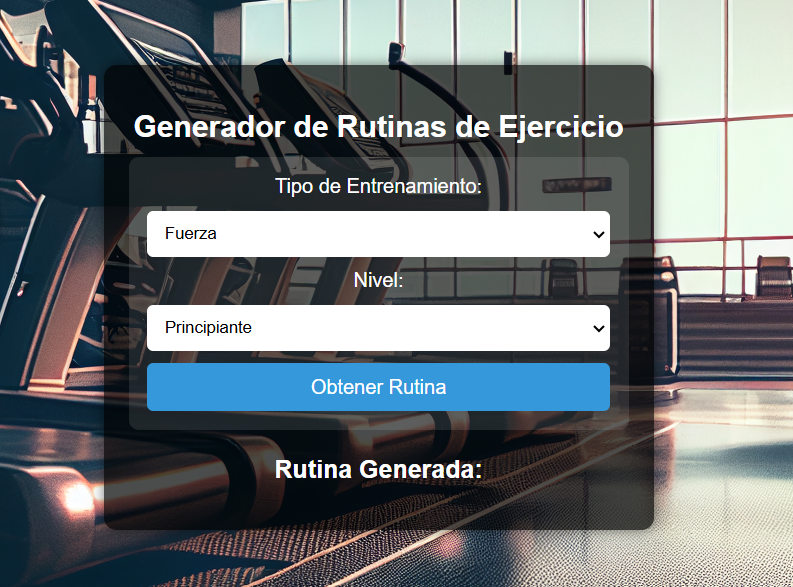 Generador de Rutinas de Ejercicio
Tipo de Entrenamiento:
Fuerza
Nivel:
Principiante
Obtener Rutina
Rutina Generada: